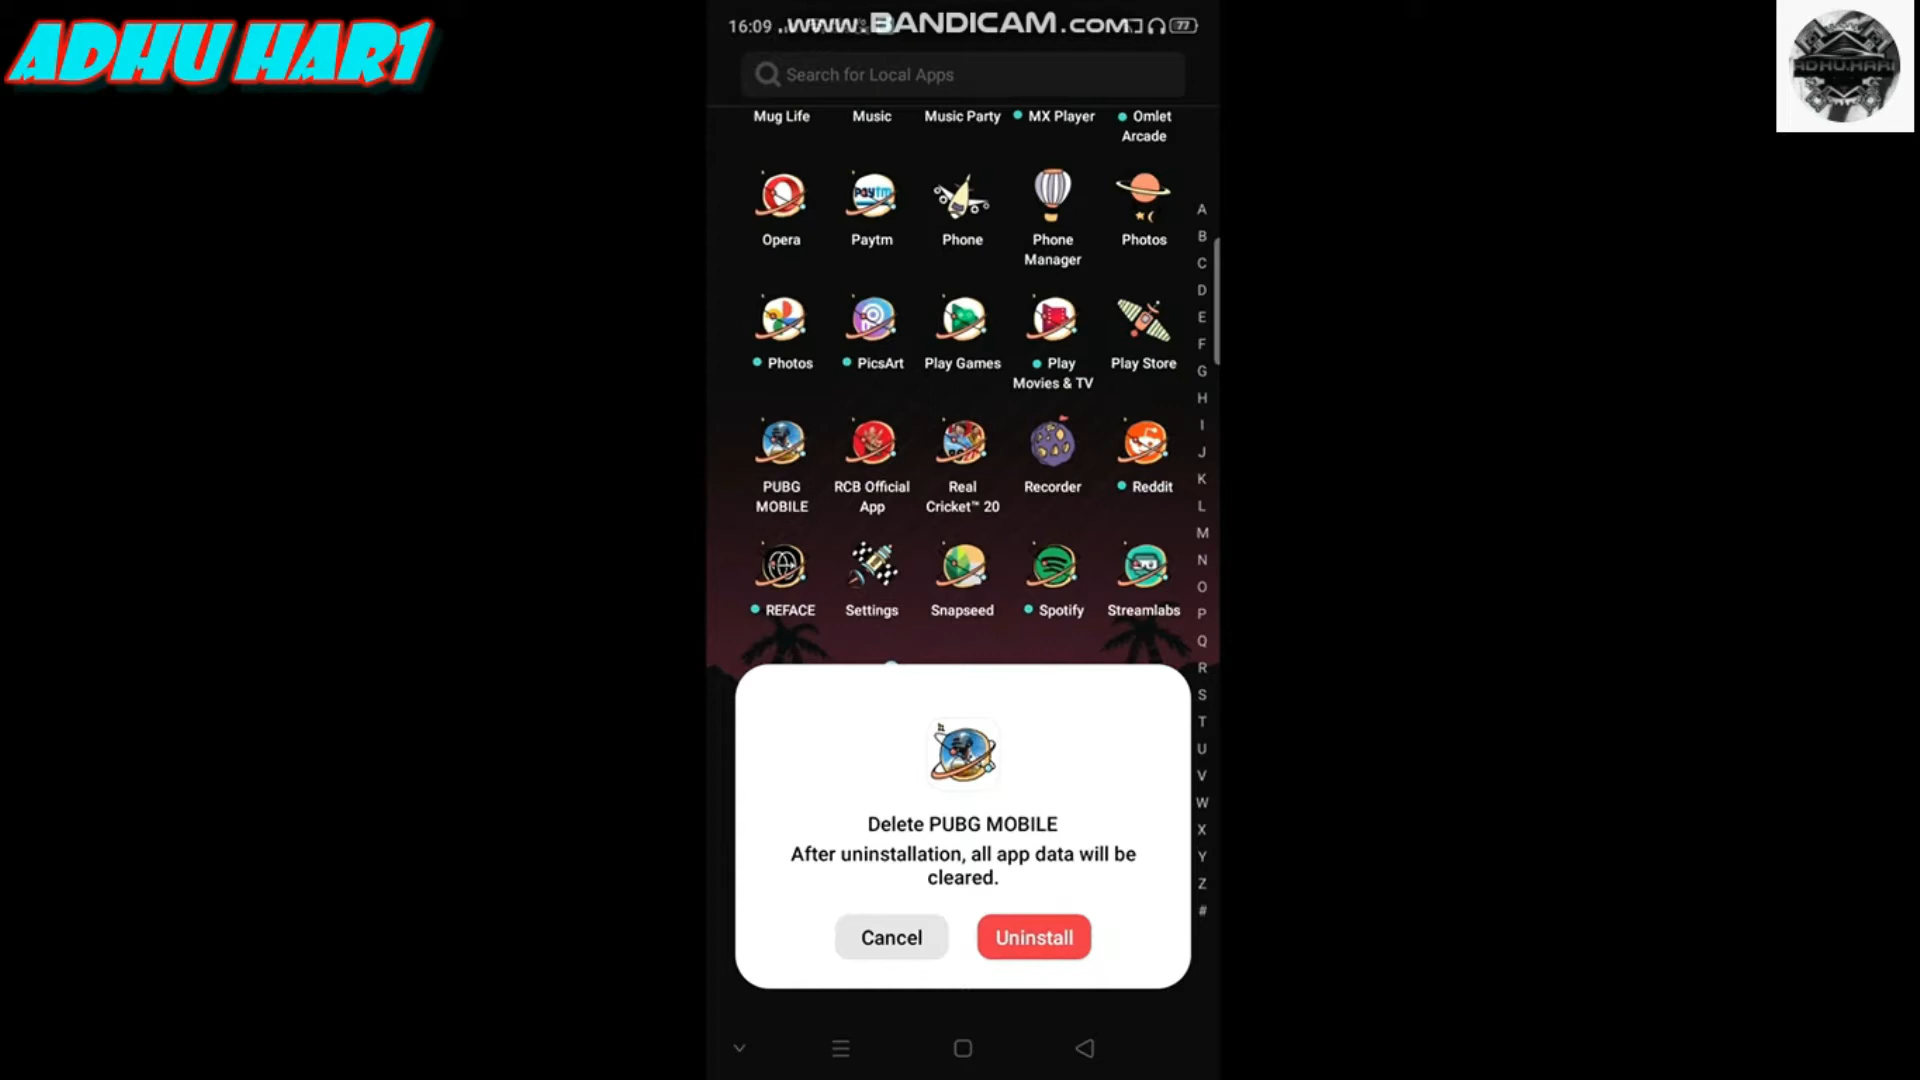 ADHU HAR1
16:09
www.BANDICAM.com
77
ADHU.HARI
Search for Local Apps
Mug Life
Music
Music Party
MX Player
Omlet
Arcade
Opera
Paytm
Phone
Phone
Manager
Photos
Photos
PicsArt
Play Games
Play
Movies & TV
Play Store
PUBG
MOBILE
RCB Official
App
Real
Cricket™ 20
Recorder
Reddit
REFACE
Settings
Snapseed
Spotify
Streamlabs
A
B
C
D
E
F
G
H
I
J
K
L
M
N
O
P
Q
R
S
T
U
V
W
X
Y
Z
#
Delete PUBG MOBILE
After uninstallation, all app data will be
cleared.
Cancel
Uninstall